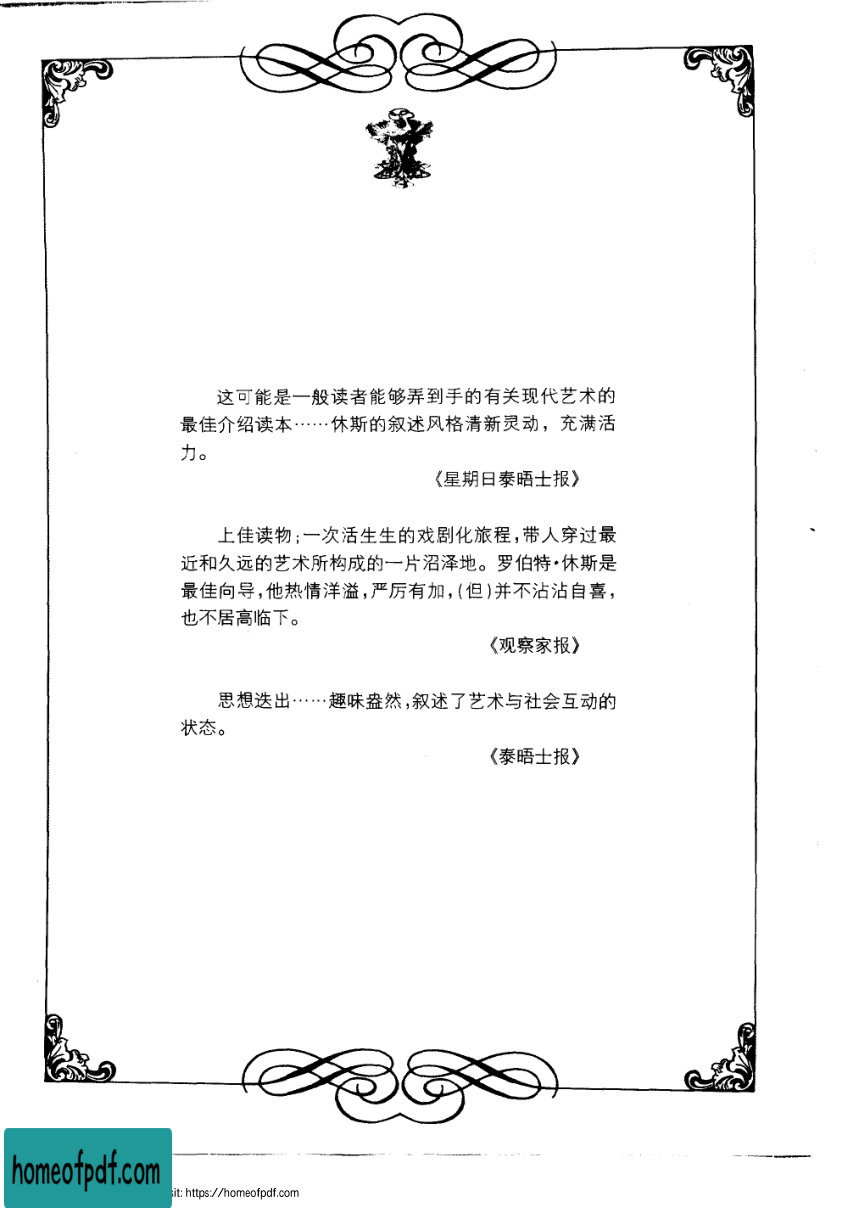 这可能是一般读者能够弄到手的有关现代艺术的
最佳介绍读本……休斯的叙述风格清新灵动，充满活
力。
《星期日泰晤士报》
上佳读物；一次活生生的戏剧化旅程，带人穿过最
近和久远的艺术所构成的一片沼泽地。罗伯特·休斯是
最佳向导，他热情洋溢，严厉有加，(但)并不沾沾自喜，
也不居高临下。
《观察家报》
思想迭出……趣味盎然，叙述了艺术与社会互动的
状态。
《泰晤士报》
homeofpdf.com
sit: https://homeofpdf.com